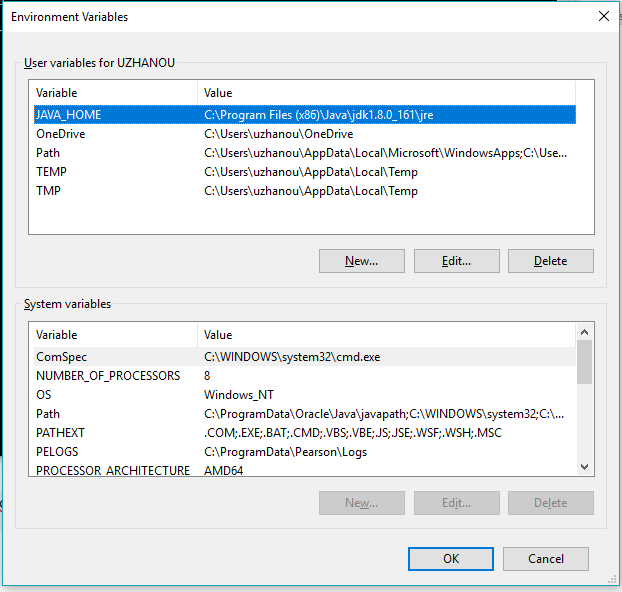 Environment Variables
User variables for UZHANOU
Variable Value
JAVA_HOME C:\Program Files (x86)\Java\jdk1.8.0_161\jre
OneDrive C:\Users\uzhanou\OneDrive
Path C:\Users\uzhanou\AppData\Local\Microsoft\WindowsApps;C:\Use...
TEMP C:\Users\uzhanou\AppData\Local\Temp
TMP C:\Users\uzhanou\AppData\Local\Temp
New... Edit... Delete
System variables
Variable Value
ComSpec C:\WINDOWS\system32\cmd.exe
NUMBER_OF_PROCESSORS 8
OS Windows_NT
Path C:\ProgramData\Oracle\Java\javapath;C:\WINDOWS\system32;C:\...
PATHEXT .COM;.EXE;.BAT;.CMD;.VBS;.VBE;.JS;.JSE;.WSF;.WSH;.MSC
PELOGS C:\ProgramData\Pearson\Logs
PROCESSOR_ARCHITECTURE AMD64
New... Edit... Delete
OK Cancel